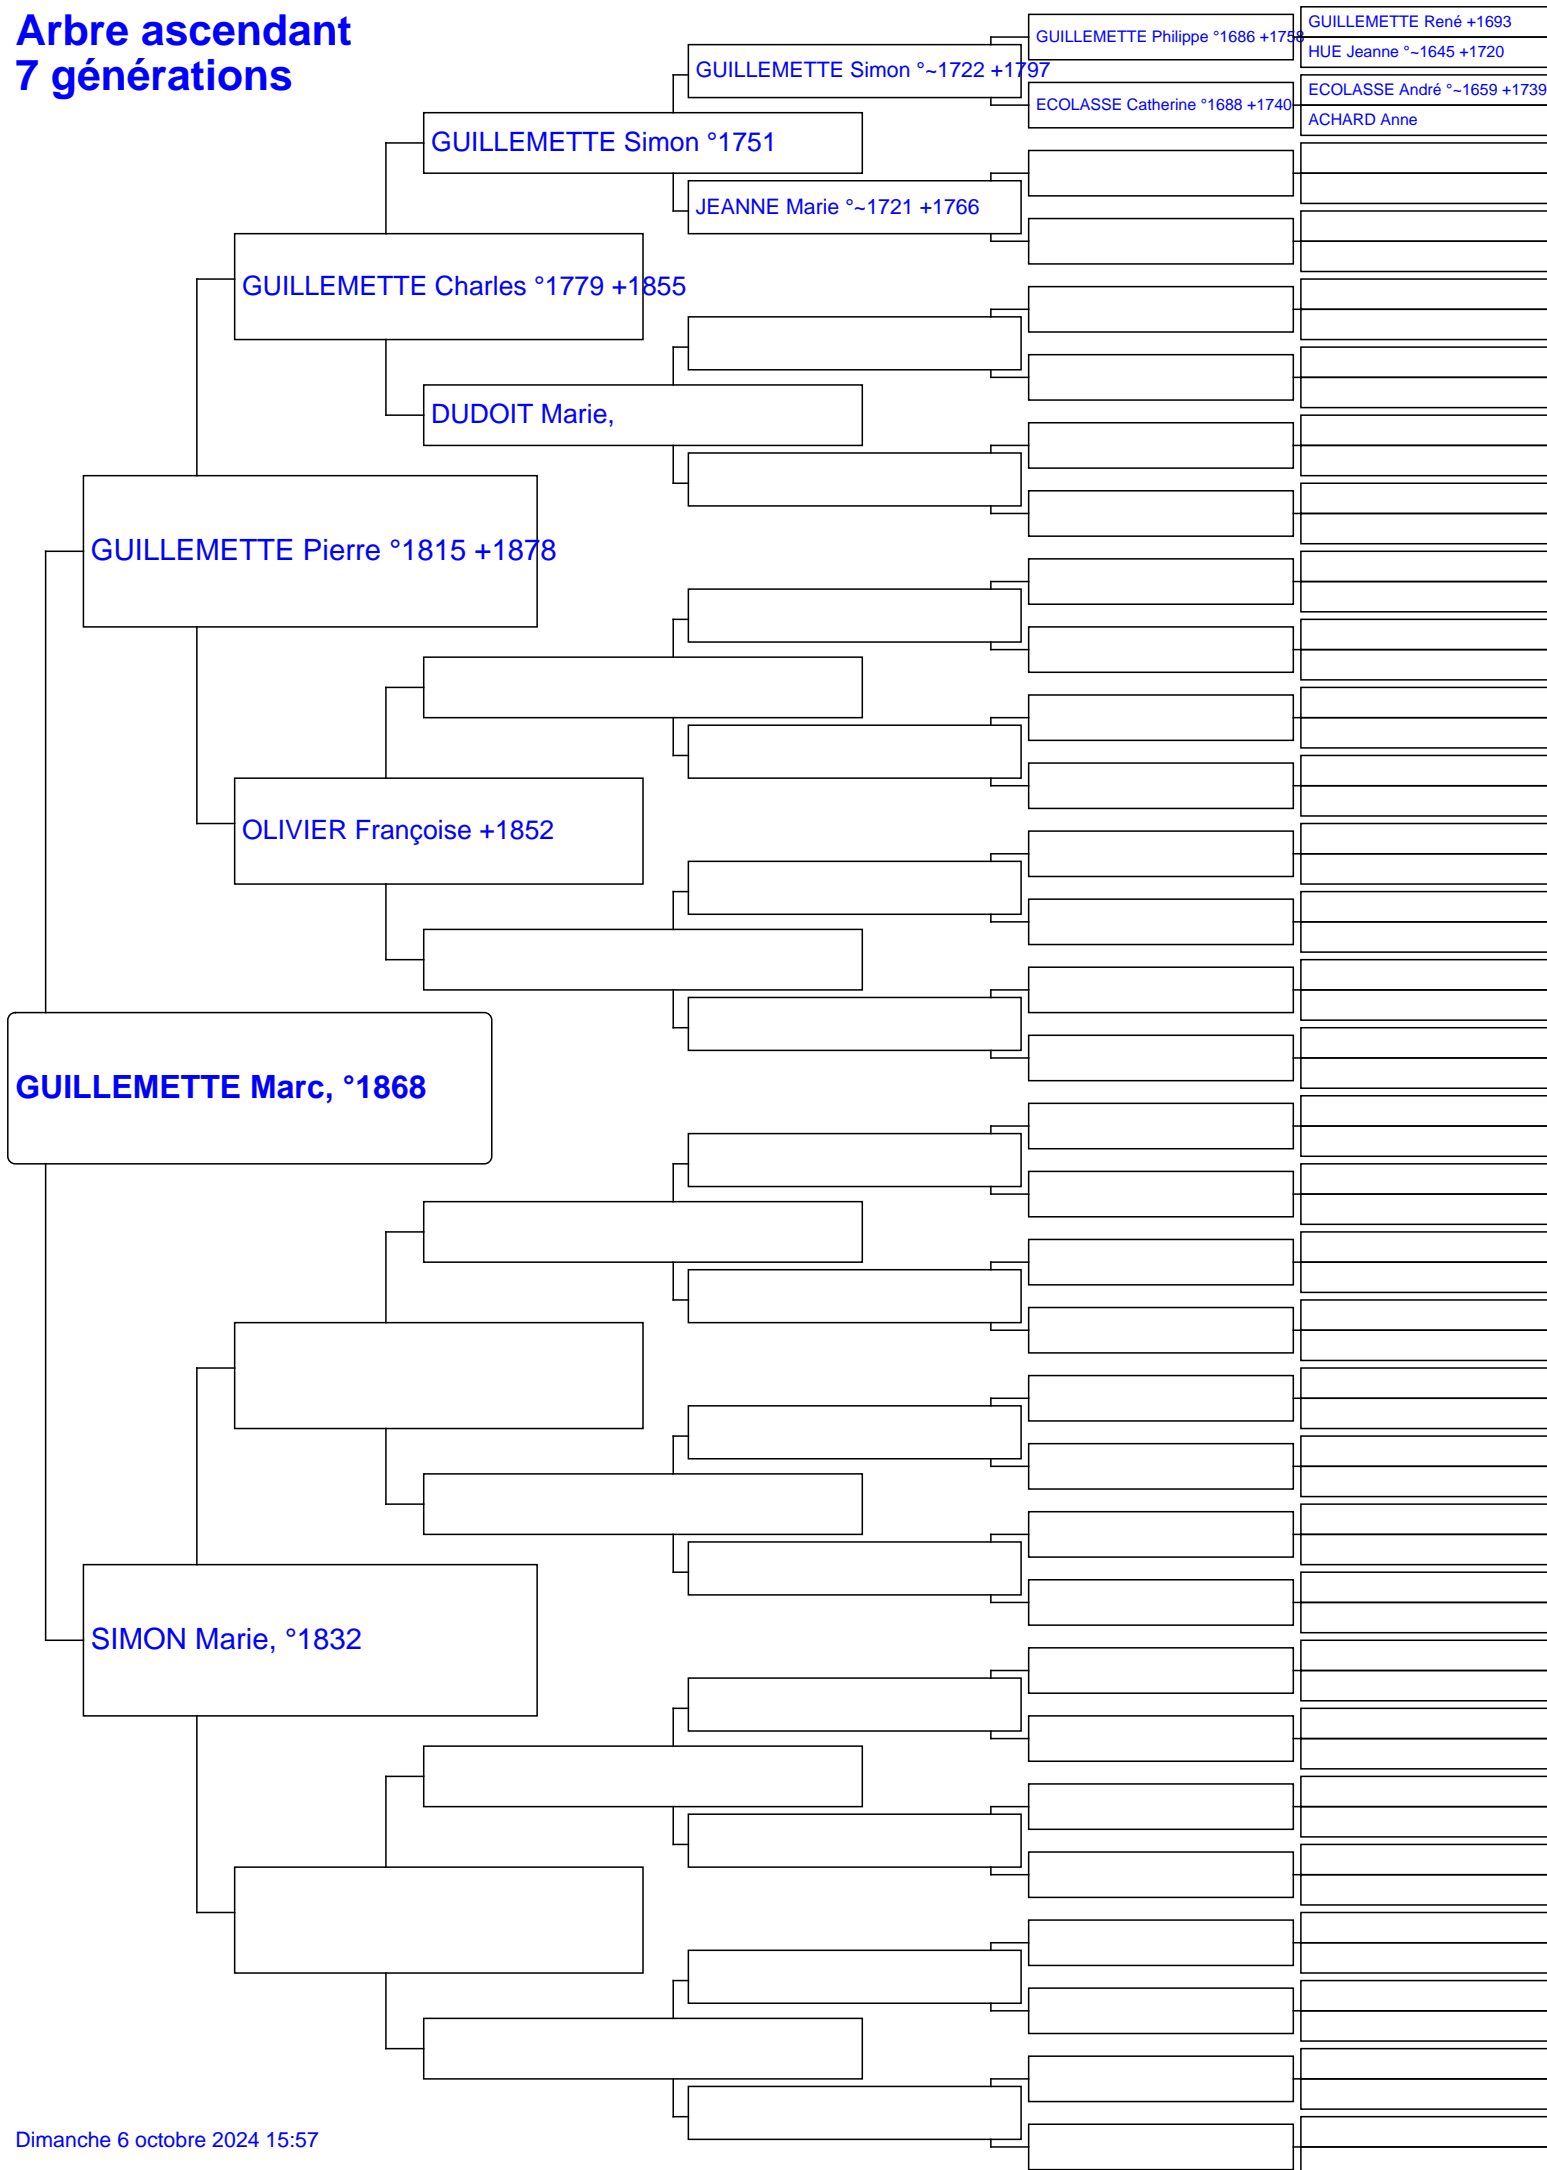 Arbre ascendant
7 générations
GUILLEMETTE René +1693
GUILLEMETTE Philippe °1686 +1758
HUE Jeanne °~1645 +1720
GUILLEMETTE Simon °~1722 +1797
ECOLASSE André °~1659 +1739
ECOLASSE Catherine °1688 +1740
ACHARD Anne
GUILLEMETTE Simon °1751
JEANNE Marie °~1721 +1766
GUILLEMETTE Charles °1779 +1855
DUDOIT Marie,
GUILLEMETTE Pierre °1815 +1878
OLIVIER Françoise +1852
GUILLEMETTE Marc, °1868
SIMON Marie, °1832
Dimanche 6 octobre 2024 15:57